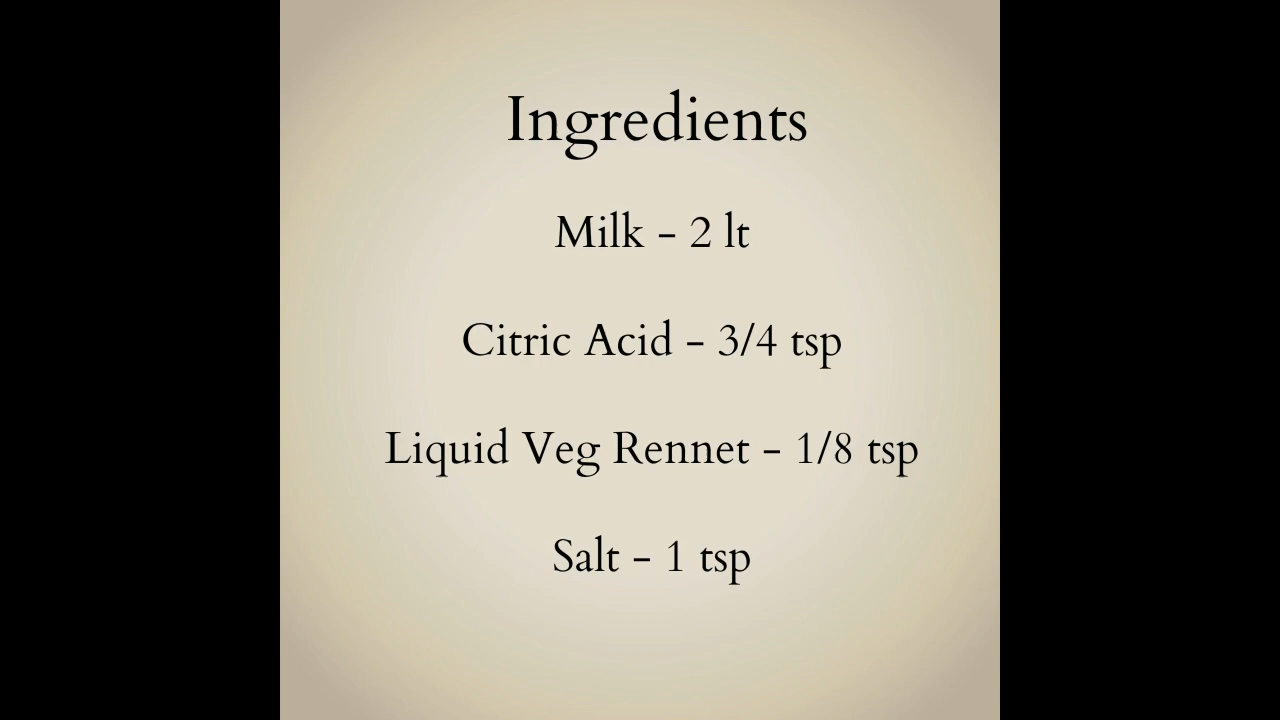 Ingredients
Milk - 2 lt
Citric Acid - 3/4 tsp
Liquid Veg Rennet - 1/8 tsp
Salt - 1 tsp